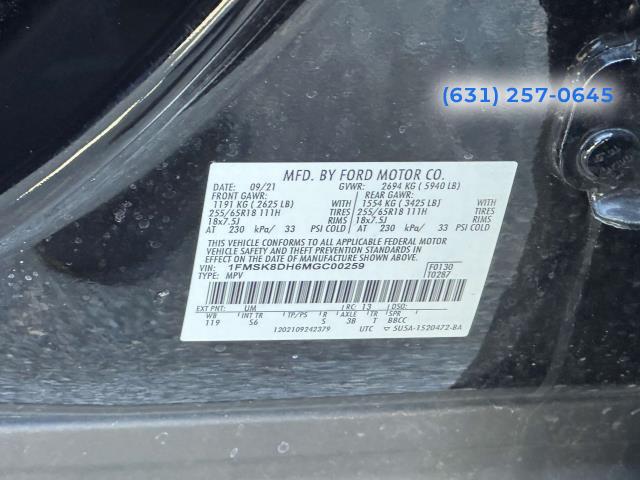 (631) 257-0645
MFD. BY FORD MOTOR CO.
DATE: 09/21 GVWR: 2694 KG ( 5940 LB)
FRONT GAWR: REAR GAWR:
1191 KG ( 2625 LB) WITH 1554 KG ( 3425 LB) WITH
255/65R18 111H TIRES 255/65R18 111H TIRES
18x7.5J RIMS 18x7.5J RIMS
AT 230 kPa/ 33 PSI COLD AT 230 kPa/ 33 PSI COLD
THIS VEHICLE CONFORMS TO ALL APPLICABLE FEDERAL MOTOR
VEHICLE SAFETY AND THEFT PREVENTION STANDARDS IN
EFFECT ON THE DATE OF MANUFACTURE SHOWN ABOVE.
VIN: 1FMSK8DH6MGC00259 F0130
TYPE: MPV T0287
EXT PNT: UM RC: 13 DSO:
WB INT TR TP/PS R AXLE TR SPR
119 S6 S 3B T BBCC
1202109242379 UTC 5USA-1520472-BA